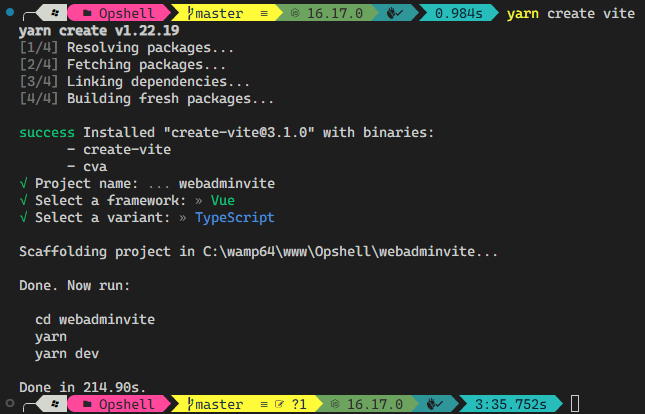 Opshell master ≡ 16.17.0 0.984s yarn create vite
yarn create v1.22.19
[1/4] Resolving packages...
[2/4] Fetching packages...
[3/4] Linking dependencies...
[4/4] Building fresh packages...
success Installed "create-vite@3.1.0" with binaries:
- create-vite
- cva
√ Project name: ... webadminvite
√ Select a framework: » Vue
√ Select a variant: » TypeScript
Scaffolding project in C:\wamp64\www\Opshell\webadminvite...
Done. Now run:
cd webadminvite
yarn
yarn dev
Done in 214.90s.
Opshell master ≡ ?1 16.17.0 3:35.752s